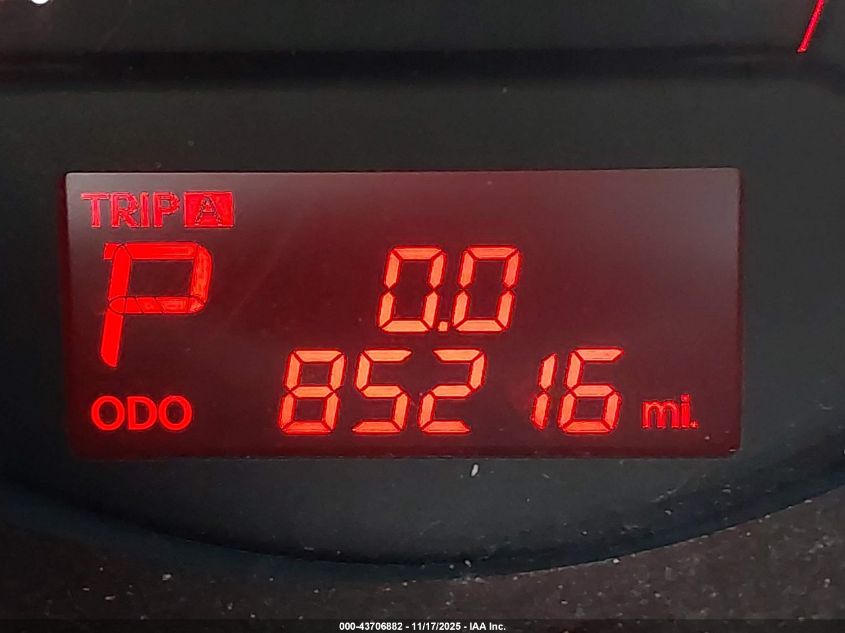 TRIP A
P 0.0
ODO 85216 mi.
000-43706882 - 11/17/2025 - IAA Inc.